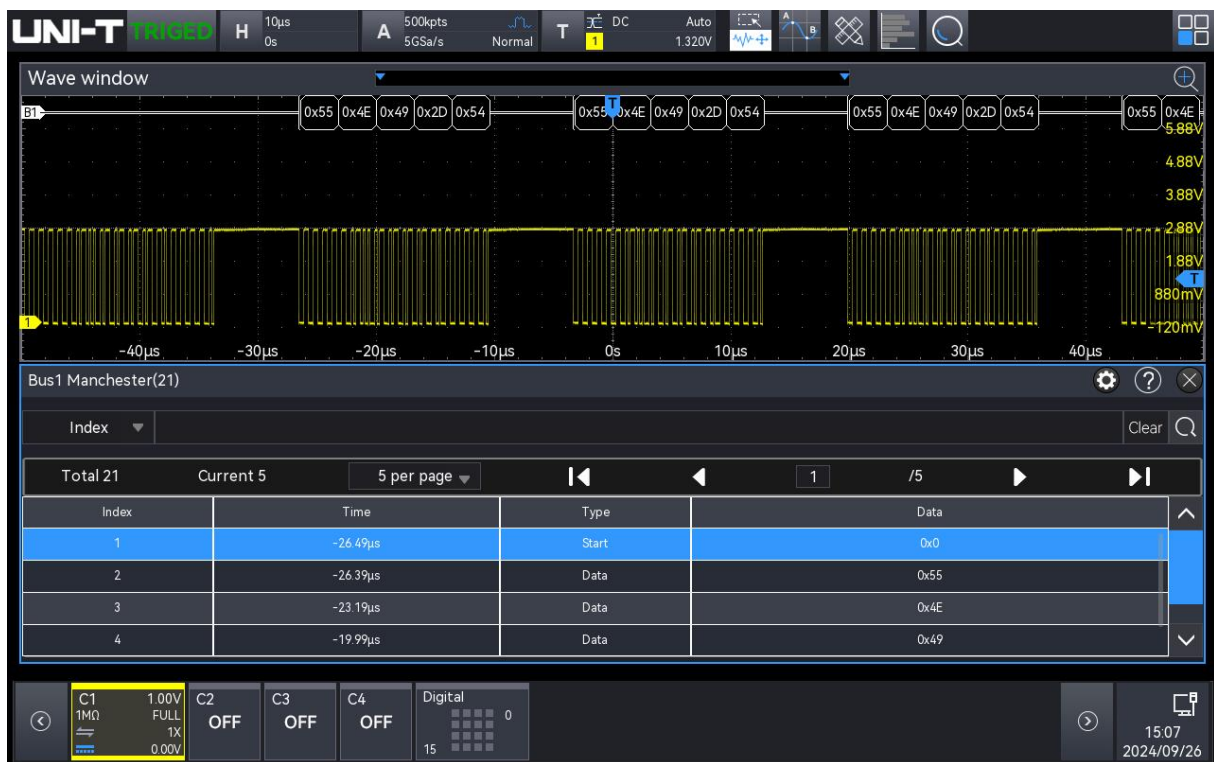 UNI-T TRIGED H 10μs 0s A 500kpts 5GSa/s Normal T DC 1 Auto 1.320V A B
Wave window
B1 0x55 0x4E 0x49 0x2D 0x54 0x55 0x4E 0x49 0x2D 0x54 0x55 0x4E 0x49 0x2D 0x54 0x55 0x4E
T
5.88V
4.88V
3.88V
2.88V
1.88V
T
880mV
1
-120mV
-40μs -30μs -20μs -10μs 0s 10μs 20μs 30μs 40μs
Bus1 Manchester(21)
Index Clear
Total 21 Current 5 5 per page 1 /5
Index Time Type Data
1 -26.49μs Start 0x0
2 -26.39μs Data 0x55
3 -23.19μs Data 0x4E
4 -19.99μs Data 0x49
C1 1.00V C2 C3 C4 Digital
1MΩ FULL OFF OFF OFF 0
1X
0.00V 15
15:07
2024/09/26